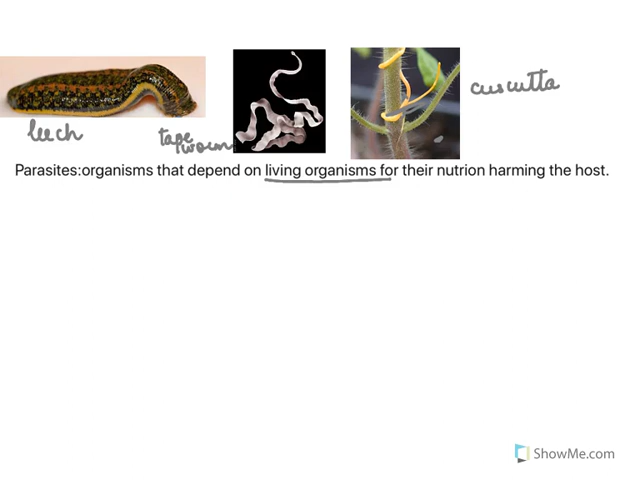 cuscutta
leech
tape
worm
Parasites:organisms that depend on living organisms for their nutrion harming the host.
ShowMe.com